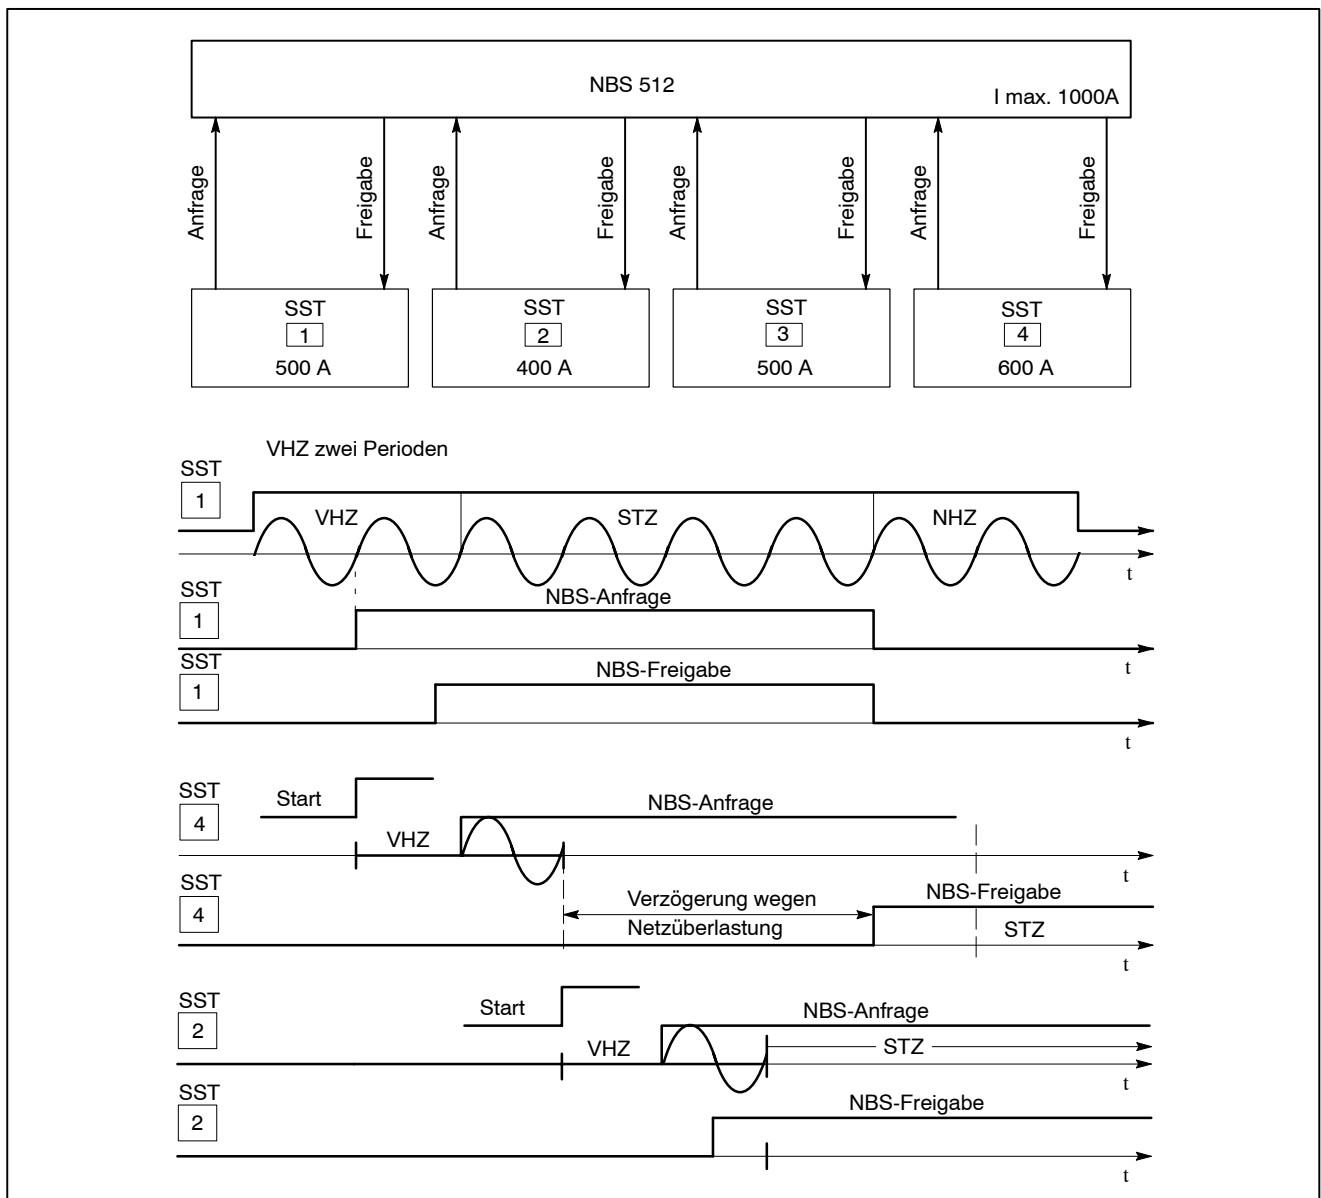 NBS 512
I max. 1000A
Anfrage
Freigabe
Anfrage
Freigabe
Anfrage
Freigabe
Anfrage
Freigabe
SST
1
500 A
SST
2
400 A
SST
3
500 A
SST
4
600 A
VHZ zwei Perioden
SST
1
VHZ
STZ
NHZ
t
SST
1
NBS-Anfrage
t
SST
1
NBS-Freigabe
t
SST
4
Start
VHZ
NBS-Anfrage
t
SST
4
Verzögerung wegen
Netzüberlastung
NBS-Freigabe
STZ
t
SST
2
Start
VHZ
NBS-Anfrage
STZ
t
SST
2
NBS-Freigabe
t